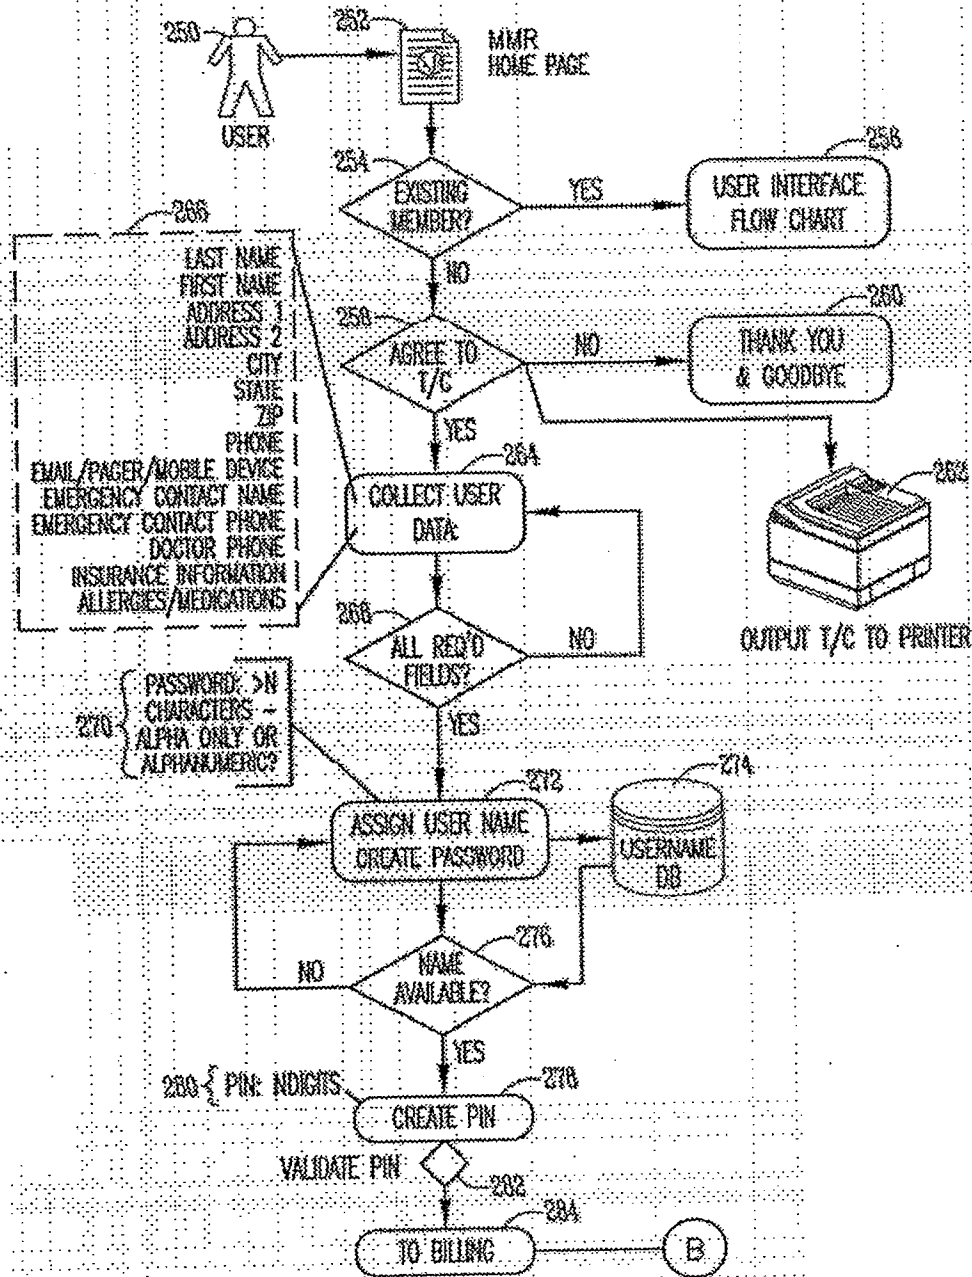 250
USER
252
MMR
HOME PAGE
254
EXISTING
MEMBER?
YES
256
USER INTERFACE
FLOW CHART
NO
258
AGREE TO
T/C
NO
260
THANK YOU
& GOODBYE
262
OUTPUT T/C TO PRINTER
YES
264
COLLECT USER
DATA:
266
LAST NAME
FIRST NAME
ADDRESS 1
ADDRESS 2
CITY
STATE
ZIP
PHONE
EMAIL/PAGER/MOBILE DEVICE
EMERGENCY CONTACT NAME
EMERGENCY CONTACT PHONE
DOCTOR PHONE
INSURANCE INFORMATION
ALLERGIES/MEDICATIONS
268
ALL REQ'D
FIELDS?
NO
YES
270
PASSWORD: >N
CHARACTERS -
ALPHA ONLY OR
ALPHANUMERIC?
272
ASSIGN USER NAME
CREATE PASSWORD
274
USERNAME
DB
276
NAME
AVAILABLE?
NO
YES
280
PIN: NDIGITS
278
CREATE PIN
VALIDATE PIN
282
284
TO BILLING
B